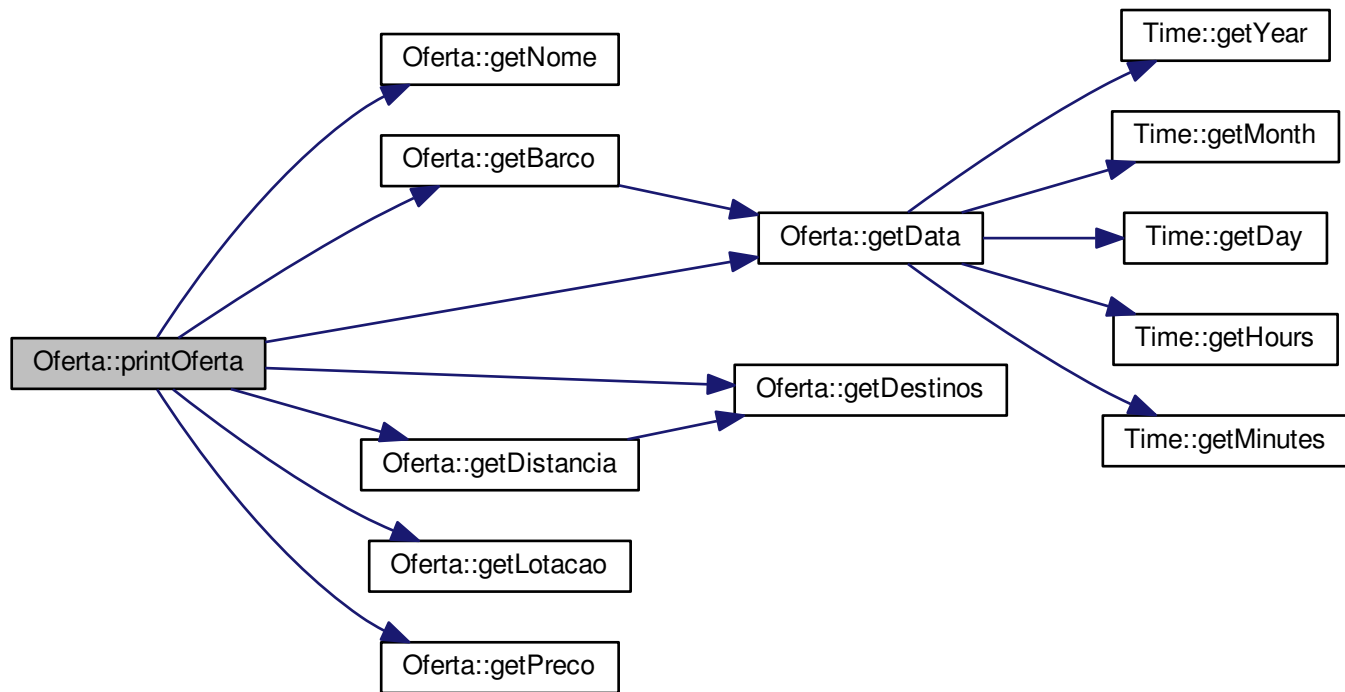 Oferta::printOferta
Oferta::getNome
Oferta::getBarco
Oferta::getData
Oferta::getDestinos
Oferta::getDistancia
Oferta::getLotacao
Oferta::getPreco
Time::getYear
Time::getMonth
Time::getDay
Time::getHours
Time::getMinutes